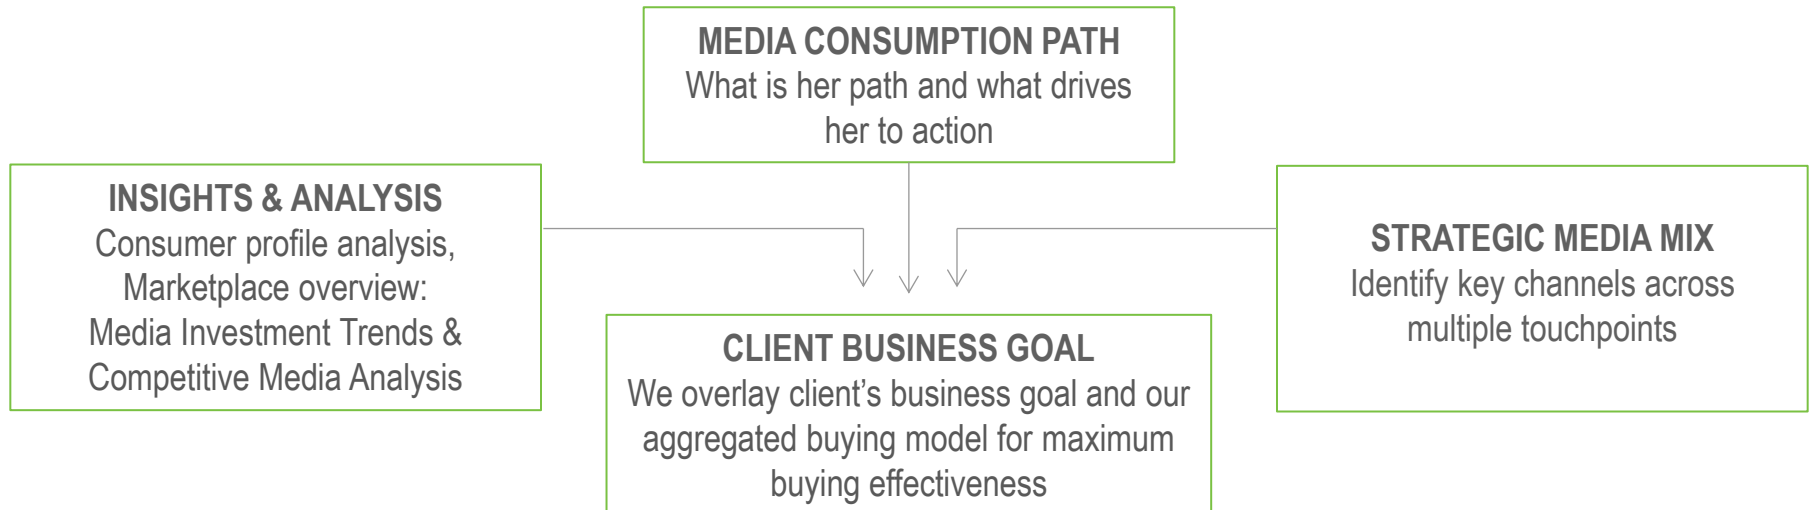 MEDIA CONSUMPTION PATH
What is her path and what drives
her to action
INSIGHTS & ANALYSIS
Consumer profile analysis,
Marketplace overview:
Media Investment Trends &
Competitive Media Analysis
STRATEGIC MEDIA MIX
Identify key channels across
multiple touchpoints
CLIENT BUSINESS GOAL
We overlay client’s business goal and our
aggregated buying model for maximum
buying effectiveness